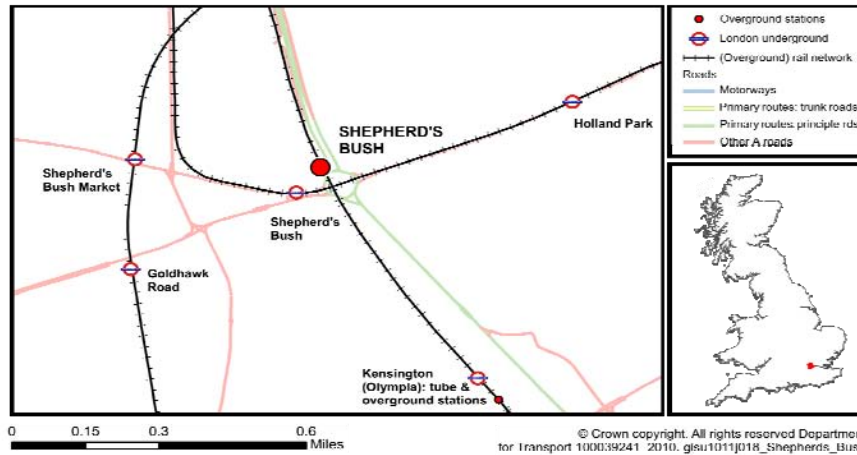 SHEPHERD'S
BUSH
Holland Park
Shepherd's
Bush Market
Shepherd's
Bush
Goldhawk
Road
Kensington
(Olympia): tube &
overground stations
Overground stations
London underground
(Overground) rail network
Roads
Motorways
Primary routes: trunk roads
Primary routes: principle rds
Other A roads
0 0.15 0.3 0.6
Miles
© Crown copyright. All rights reserved Departmen
for Transport 100039241 2010. gisu1011j018_Shepherds_Bus